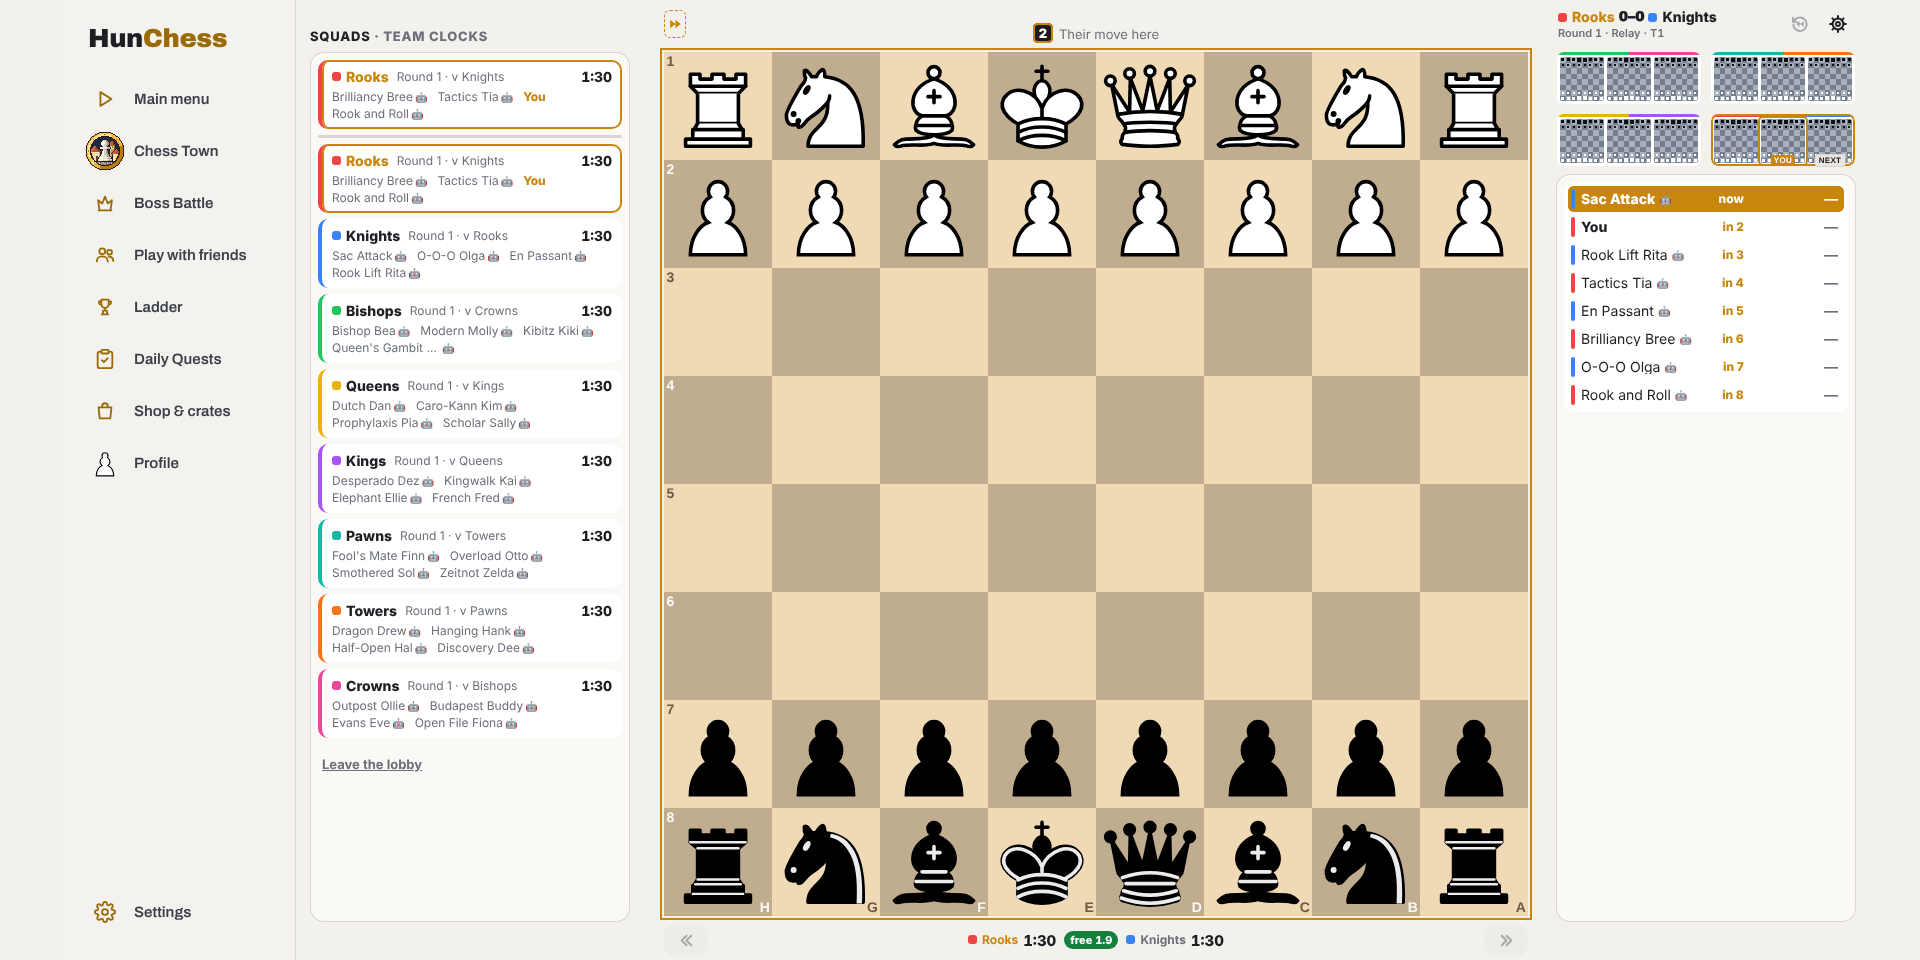 HunChess
Main menu
Chess Town
Boss Battle
Play with friends
Ladder
Daily Quests
Shop & crates
Profile
Settings
SQUADS · TEAM CLOCKS
Rooks Round 1 · v Knights 1:30
Brilliancy Bree Tactics Tia You
Rook and Roll
Rooks Round 1 · v Knights 1:30
Brilliancy Bree Tactics Tia You
Rook and Roll
Knights Round 1 · v Rooks 1:30
Sac Attack O-O-O Olga En Passant
Rook Lift Rita
Bishops Round 1 · v Crowns 1:30
Bishop Bea Modern Molly Kibitz Kiki
Queen's Gambit ...
Queens Round 1 · v Kings 1:30
Dutch Dan Caro-Kann Kim
Prophylaxis Pia Scholar Sally
Kings Round 1 · v Queens 1:30
Desperado Dez Kingwalk Kai
Elephant Ellie French Fred
Pawns Round 1 · v Towers 1:30
Fool's Mate Finn Overload Otto
Smothered Sol Zeitnot Zelda
Towers Round 1 · v Pawns 1:30
Dragon Drew Hanging Hank
Half-Open Hal Discovery Dee
Crowns Round 1 · v Bishops 1:30
Outpost Ollie Budapest Buddy
Evans Eve Open File Fiona
Leave the lobby
2 Their move here
1
2
3
4
5
6
7
8
H G F E D C B A
Rooks 1:30 free 1.9 Knights 1:30
Rooks 0–0 Knights
Round 1 · Relay · T1
YOU NEXT
Sac Attack now —
You in 2 —
Rook Lift Rita in 3 —
Tactics Tia in 4 —
En Passant in 5 —
Brilliancy Bree in 6 —
O-O-O Olga in 7 —
Rook and Roll in 8 —